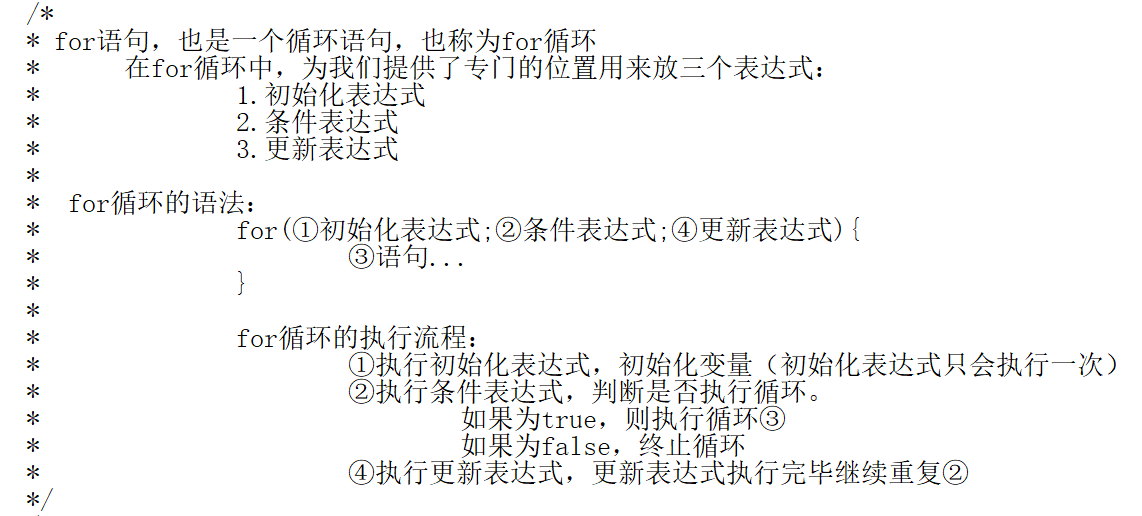 /*
* for语句，也是一个循环语句，也称为for循环
* 在for循环中，为我们提供了专门的位置用来放三个表达式：
* 1.初始化表达式
* 2.条件表达式
* 3.更新表达式
*
* for循环的语法：
* for(①初始化表达式;②条件表达式;④更新表达式){
* ③语句...
* }
*
* for循环的执行流程：
* ①执行初始化表达式，初始化变量（初始化表达式只会执行一次）
* ②执行条件表达式，判断是否执行循环。
* 如果为true，则执行循环③
* 如果为false，终止循环
* ④执行更新表达式，更新表达式执行完毕继续重复②
*/